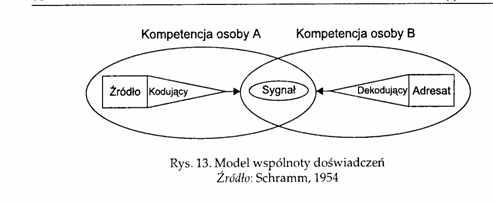 Kompetencja osoby A Kompetencja osoby B
Źródło Kodujący Sygnał Dekodujący Adresat
Rys. 13. Model wspólnoty doświadczeń
Źródło: Schramm, 1954